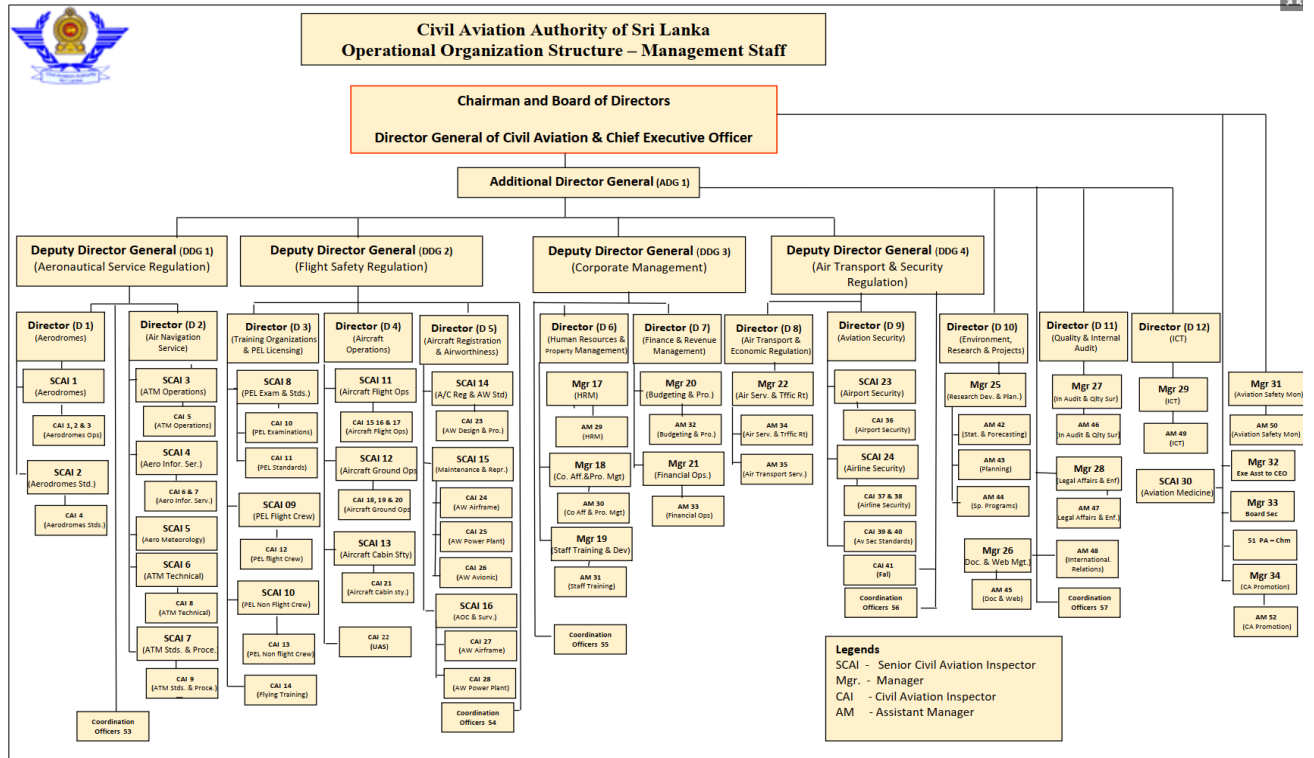 Civil Aviation Authority of Sri Lanka
Operational Organization Structure – Management Staff
Civil Aviation Authority
Sri Lanka
Chairman and Board of Directors
Director General of Civil Aviation & Chief Executive Officer
Additional Director General (ADG 1)
Deputy Director General (DDG 1)
(Aeronautical Service Regulation)
Deputy Director General (DDG 2)
(Flight Safety Regulation)
Deputy Director General (DDG 3)
(Corporate Management)
Deputy Director General (DDG 4)
(Air Transport & Security
Regulation)
Director (D 1)
(Aerodromes)
SCAI 1
(Aerodromes)
CAI 1, 2 & 3
(Aerodromes Ops)
SCAI 2
(Aerodromes Std.)
CAI 4
(Aerodromes Stds.)
Director (D 2)
(Air Navigation
Service)
SCAI 3
(ATM Operations)
CAI 5
(ATM Operations)
SCAI 4
(Aero Infor. Ser.)
CAI 6 & 7
(Aero Infor. Serv.)
SCAI 5
(Aero Meteorology)
SCAI 6
(ATM Technical)
CAI 8
(ATM Technical)
SCAI 7
(ATM Stds. & Proce.)
CAI 9
(ATM Stds. & Proce.)
Coordination
Officers 53
Director (D 3)
(Training Organizations
& PEL Licensing)
SCAI 8
(PEL Exam & Stds.)
CAI 10
(PEL Examinations)
CAI 11
(PEL Standards)
SCAI 09
(PEL Flight Crew)
CAI 12
(PEL flight Crew)
SCAI 10
(PEL Non Flight Crew)
CAI 13
(PEL Non flight Crew)
CAI 14
(Flying Training)
Director (D 4)
(Aircraft
Operations)
SCAI 11
(Aircraft Flight Ops)
CAI 15 16 & 17
(Aircraft Flight Ops)
SCAI 12
(Aircraft Ground Ops)
CAI 18, 19 & 20
(Aircraft Ground Ops)
SCAI 13
(Aircraft Cabin Sfty)
CAI 21
(Aircraft Cabin sty.)
CAI 22
(UAS)
Director (D 5)
(Aircraft Registration
& Airworthiness)
SCAI 14
(A/C Reg & AW Std)
CAI 23
(AW Design & Pro.)
SCAI 15
(Maintenance & Repr.)
CAI 24
(AW Airframe)
CAI 25
(AW Power Plant)
CAI 26
(AW Avionic)
SCAI 16
(AOC & Surv.)
CAI 27
(AW Airframe)
CAI 28
(AW Power Plant)
Coordination
Officers 54
Director (D 6)
(Human Resources &
Property Management)
Mgr 17
(HRM)
AM 29
(HRM)
Mgr 18
(Co. Aff.&Pro. Mgt)
AM 30
(Co Aff & Pro. Mgt)
Mgr 19
(Staff Training & Dev)
AM 31
(Staff Training)
Coordination
Officers 55
Director (D 7)
(Finance & Revenue
Management)
Mgr 20
(Budgeting & Pro.)
AM 32
(Budgeting & Pro.)
Mgr 21
(Financial Ops.)
AM 33
(Financial Ops)
Director (D 8)
(Air Transport &
Economic Regulation)
Mgr 22
(Air Serv. & Tffic Rt)
AM 34
(Air Serv. & Trffic Rt)
AM 35
(Air Transport Serv.)
Director (D 9)
(Aviation Security)
SCAI 23
(Airport Security)
CAI 36
(Airport Security)
SCAI 24
(Airline Security)
CAI 37 & 38
(Airline Security)
CAI 39 & 40
(Av Sec Standards)
CAI 41
(Fal)
Coordination
Officers 56
Director (D 10)
(Environment,
Research & Projects)
Mgr 25
(Research Dev. & Plan.)
AM 42
(Stat. & Forecasting)
AM 43
(Planning)
AM 44
(Sp. Programs)
Mgr 26
(Doc. & Web Mgt.)
AM 45
(Doc & Web)
Director (D 11)
(Quality & Internal
Audit)
Mgr 27
(In Audit & Qlty Sur)
AM 46
(In Audit & Qlty Sur)
Mgr 28
(Legal Affairs & Enf)
AM 47
(Legal Affairs & Enf.)
AM 48
(International.
Relations)
Coordination
Officers 57
Director (D 12)
(ICT)
Mgr 29
(ICT)
AM 49
(ICT)
SCAI 30
(Aviation Medicine)
Mgr 31
(Aviation Safety Mon)
AM 50
(Aviation Safety Mon)
Mgr 32
Exe Asst to CEO
Mgr 33
Board Sec
51 PA – Chm
Mgr 34
(CA Promotion)
AM 52
(CA Promotion)
Legends
SCAI - Senior Civil Aviation Inspector
Mgr. - Manager
CAI - Civil Aviation Inspector
AM - Assistant Manager